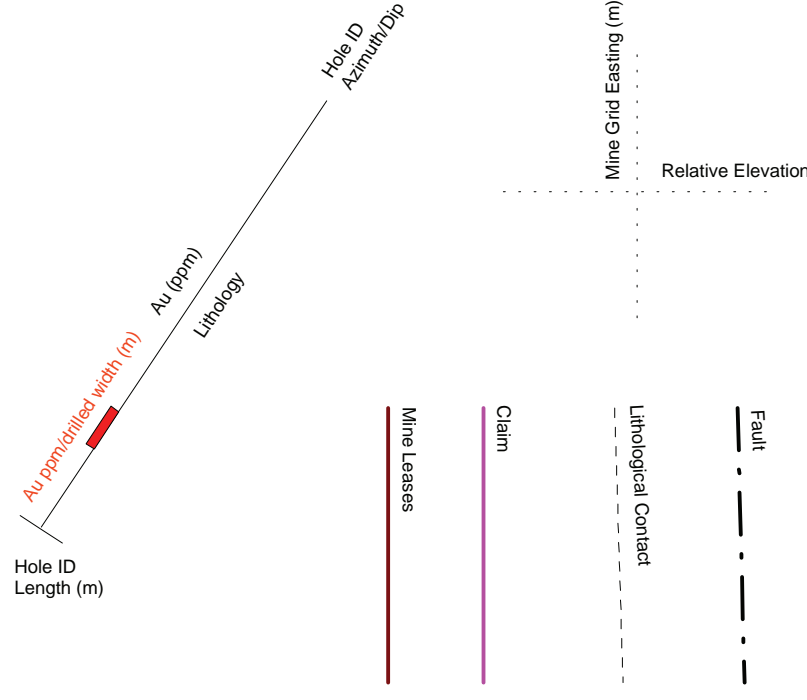 Hole ID
Azimuth/Dip
Mine Grid Easting (m)
Relative Elevation
Au (ppm)
Lithology
Au ppm/drilled width (m)
Hole ID
Length (m)
Mine Leases
Claim
Lithological Contact
Fault